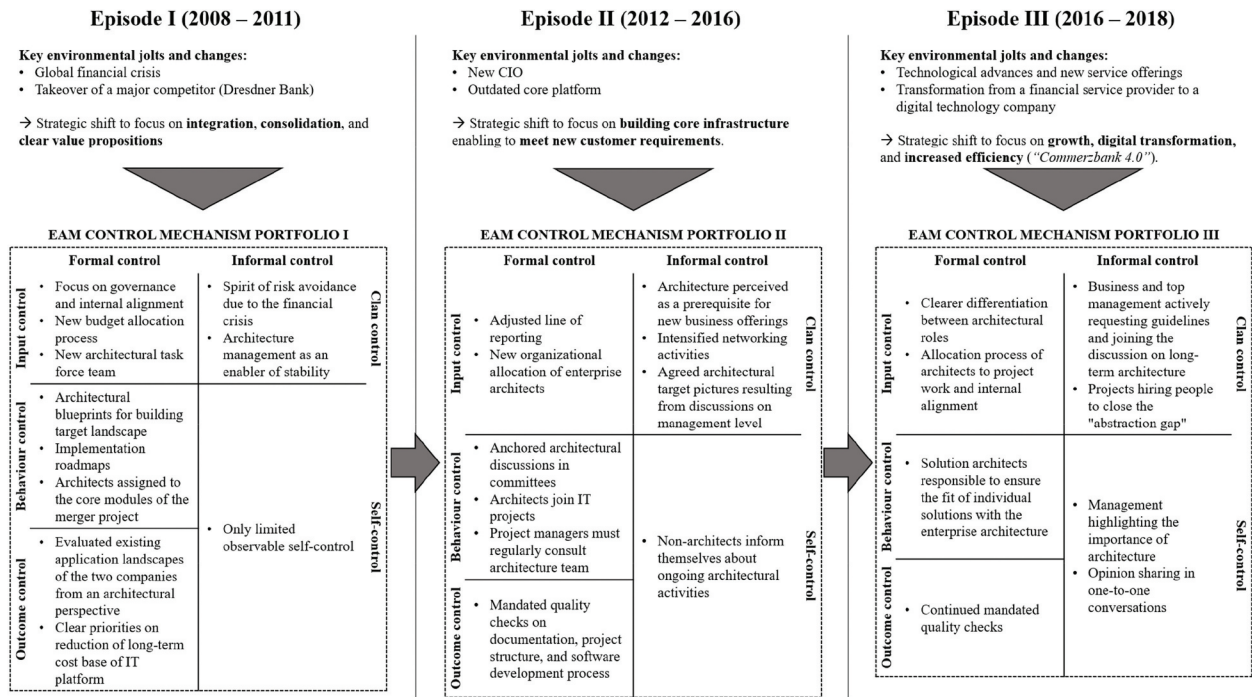 Episode I (2008 – 2011)
Key environmental jolts and changes:
• Global financial crisis
• Takeover of a major competitor (Dresdner Bank)
→ Strategic shift to focus on integration, consolidation, and
clear value propositions
EAM CONTROL MECHANISM PORTFOLIO I
Formal control
Informal control
Input control
• Focus on governance
and internal alignment
• New budget allocation
process
• New architectural task
force team
• Spirit of risk avoidance
due to the financial
crisis
• Architecture
management as an
enabler of stability
Clan control
Behaviour control
• Architectural
blueprints for building
target landscape
• Implementation
roadmaps
• Architects assigned to
the core modules of the
merger project
Outcome control
• Evaluated existing
application landscapes
of the two companies
from an architectural
perspective
• Clear priorities on
reduction of long-term
cost base of IT
platform
• Only limited
observable self-control
Self-control
Episode II (2012 – 2016)
Key environmental jolts and changes:
• New CIO
• Outdated core platform
→ Strategic shift to focus on building core infrastructure
enabling to meet new customer requirements.
EAM CONTROL MECHANISM PORTFOLIO II
Formal control
Informal control
Input control
• Adjusted line of
reporting
• New organizational
allocation of enterprise
architects
• Architecture perceived
as a prerequisite for
new business offerings
• Intensified networking
activities
• Agreed architectural
target pictures resulting
from discussions on
management level
Clan control
Behaviour control
• Anchored architectural
discussions in
committees
• Architects join IT
projects
• Project managers must
regularly consult
architecture team
Outcome control
• Mandated quality
checks on
documentation, project
structure, and software
development process
• Non-architects inform
themselves about
ongoing architectural
activities
Self-control
Episode III (2016 – 2018)
Key environmental jolts and changes:
• Technological advances and new service offerings
• Transformation from a financial service provider to a
digital technology company
→ Strategic shift to focus on growth, digital transformation,
and increased efficiency (“Commerzbank 4.0”).
EAM CONTROL MECHANISM PORTFOLIO III
Formal control
Informal control
Input control
• Clearer differentiation
between architectural
roles
• Allocation process of
architects to project
work and internal
alignment
• Business and top
management actively
requesting guidelines
and joining the
discussion on long-
term architecture
• Projects hiring people
to close the
"abstraction gap"
Clan control
Behaviour control
• Solution architects
responsible to ensure
the fit of individual
solutions with the
enterprise architecture
Outcome control
• Continued mandated
quality checks
• Management
highlighting the
importance of
architecture
• Opinion sharing in
one-to-one
conversations
Self-control